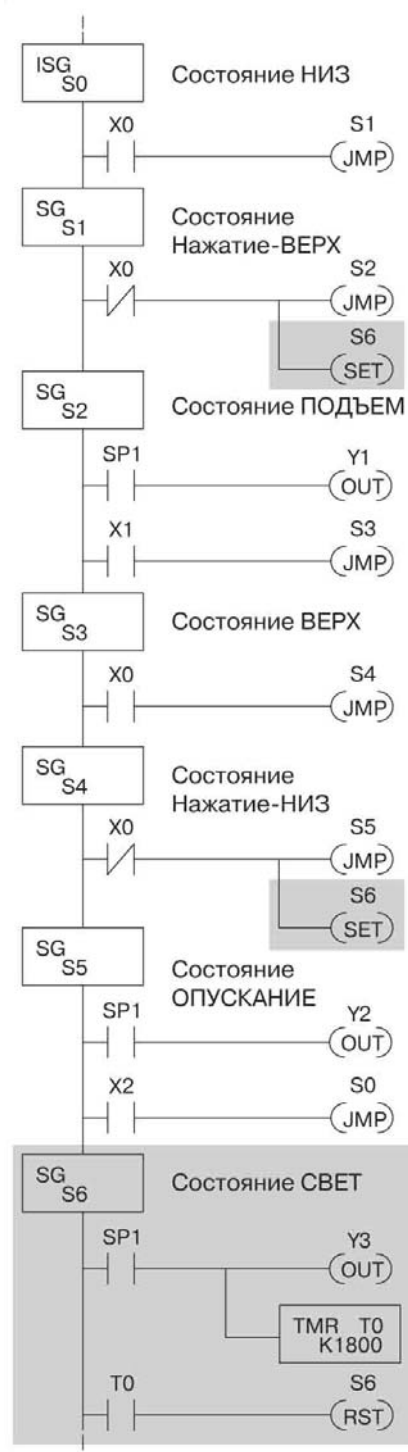 ISG
S0
Состояние НИЗ
X0
S1
JMP
SG
S1
Состояние
Нажатие-ВЕРХ
X0
S2
JMP
S6
SET
SG
S2
Состояние ПОДЪЕМ
SP1
Y1
OUT
X1
S3
JMP
SG
S3
Состояние ВЕРХ
X0
S4
JMP
SG
S4
Состояние
Нажатие-НИЗ
X0
S5
JMP
S6
SET
SG
S5
Состояние
ОПУСКАНИЕ
SP1
Y2
OUT
X2
S0
JMP
SG
S6
Состояние СВЕТ
SP1
Y3
OUT
TMR T0
K1800
T0
S6
RST